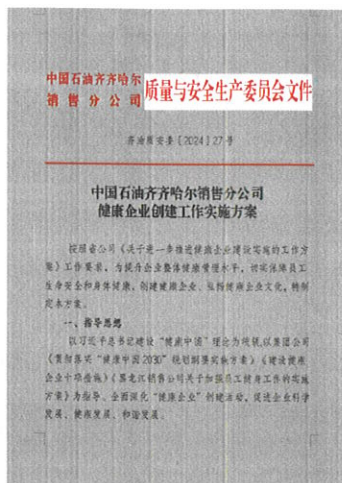 中国石油齐齐哈尔
销售分公司
质量与安全生产委员会文件
齐油质安委〔2024〕27号
中国石油齐齐哈尔销售分公司
健康企业创建工作实施方案
按照省公司《关于进一步推进健康企业建设实施的工作方
案》工作要求，为提升企业整体健康管理水平，切实保障员工
生命安全和身体健康，创建健康企业、弘扬健康企业文化，特制
定本方案。
一、指导思想
以习近平总书记建设“健康中国”理论为统领，以集团公司
《贯彻落实“健康中国2030”规划纲要实施方案》《建设健康
企业十项措施》《黑龙江销售公司关于加强员工健身工作的实施
方案》为指导，全面深化“健康企业”创建活动，促进企业科学
发展、健康发展、和谐发展。